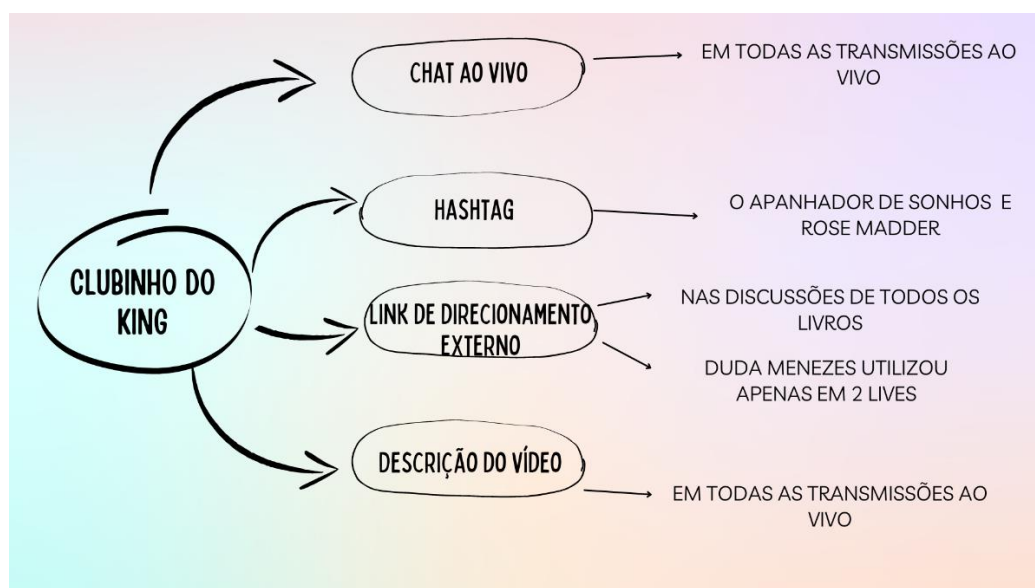 CLUBINHO DO
KING
CHAT AO VIVO
EM TODAS AS TRANSMISSÕES AO
VIVO
HASHTAG
O APANHADOR DE SONHOS E
ROSE MADDER
LINK DE DIRECIONAMENTO
EXTERNO
NAS DISCUSSÕES DE TODOS OS
LIVROS
DUDA MENEZES UTILIZOU
APENAS EM 2 LIVES
DESCRIÇÃO DO VÍDEO
EM TODAS AS TRANSMISSÕES AO
VIVO